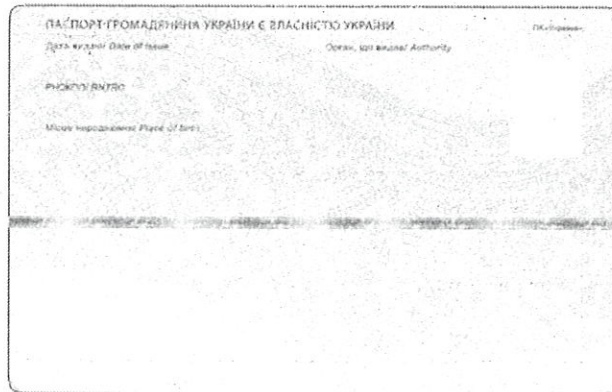 ПАСПОРТ ГРОМАДЯНИНА УКРАЇНИ Є ВЛАСНІСТЮ УКРАЇНИ
Дата видачі/ Date of issue Орган, що видав/ Authority
РНОКПП/ RNTRC
Місце народження/ Place of birth